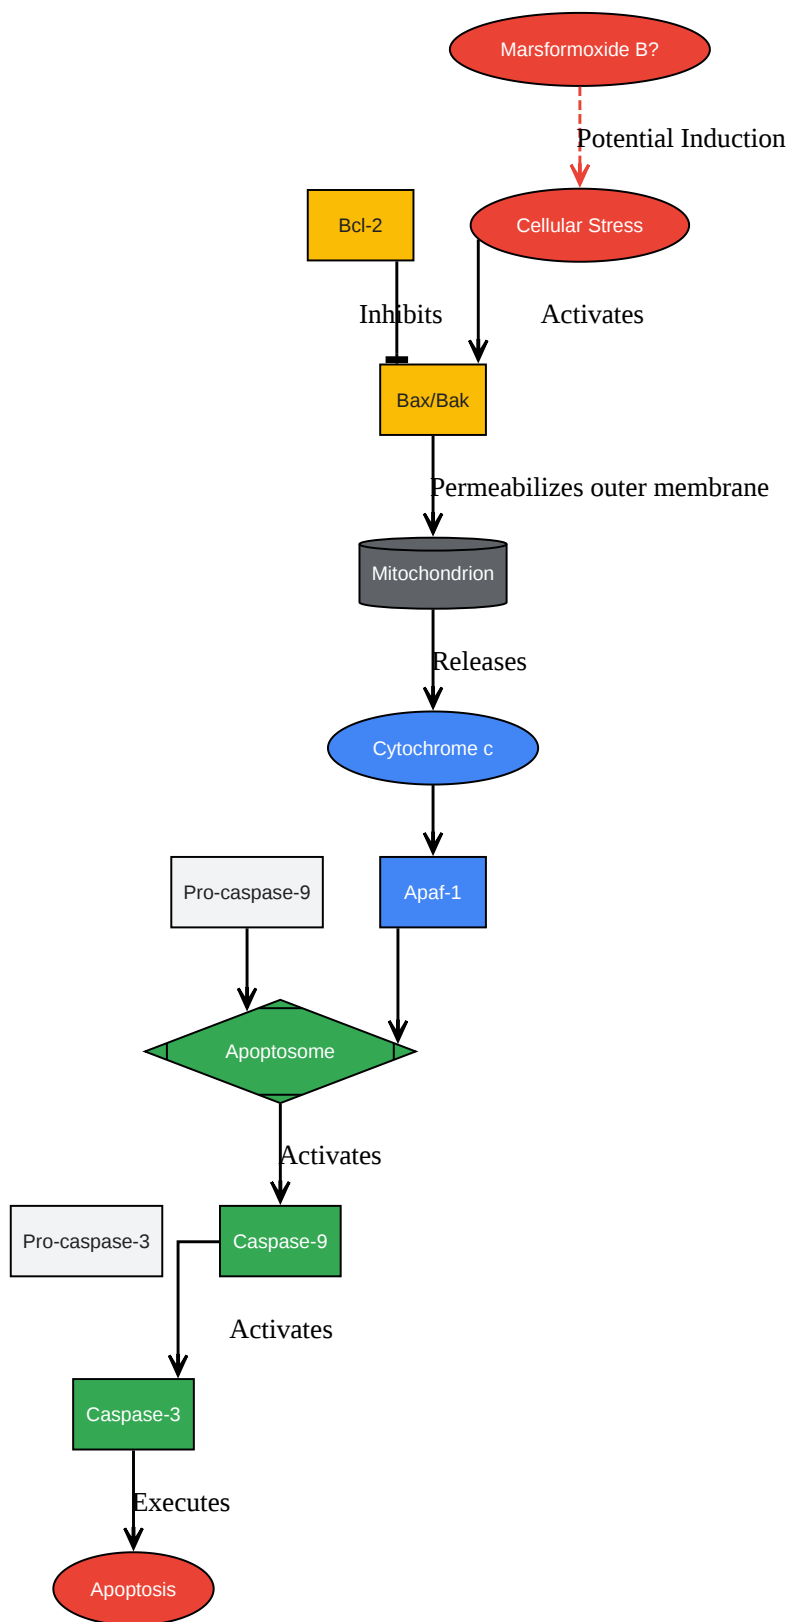 Marsformoxide B?
Potential Induction
Bcl-2
Cellular Stress
Inhibits
Activates
Bax/Bak
Permeabilizes outer membrane
Mitochondrion
Releases
Cytochrome c
Pro-caspase-9
Apaf-1
Apoptosome
Activates
Pro-caspase-3
Caspase-9
Activates
Caspase-3
Executes
Apoptosis